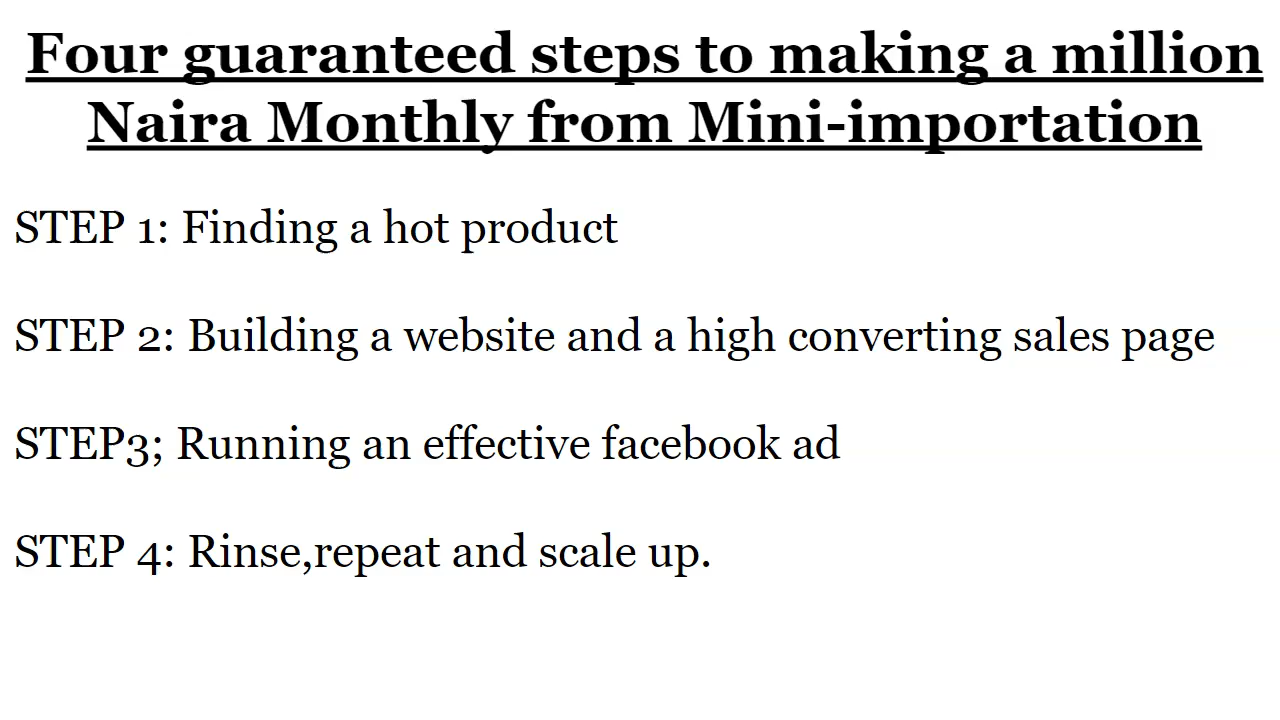 Four guaranteed steps to making a million
Naira Monthly from Mini-importation
STEP 1: Finding a hot product
STEP 2: Building a website and a high converting sales page
STEP3; Running an effective facebook ad
STEP 4: Rinse,repeat and scale up.